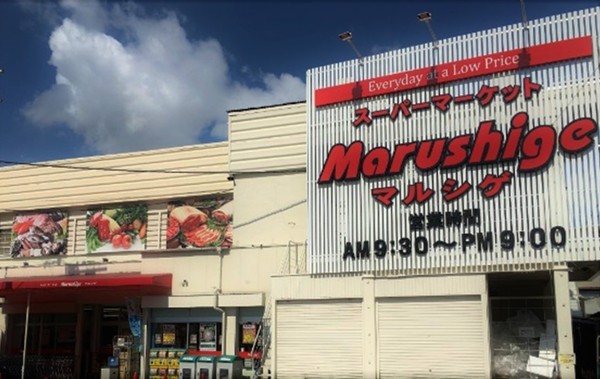 Everyday at a Low Price
スーパーマーケット
Marushige
マルシゲ
営業時間
AM 9:30～PM 9:00
Marushige